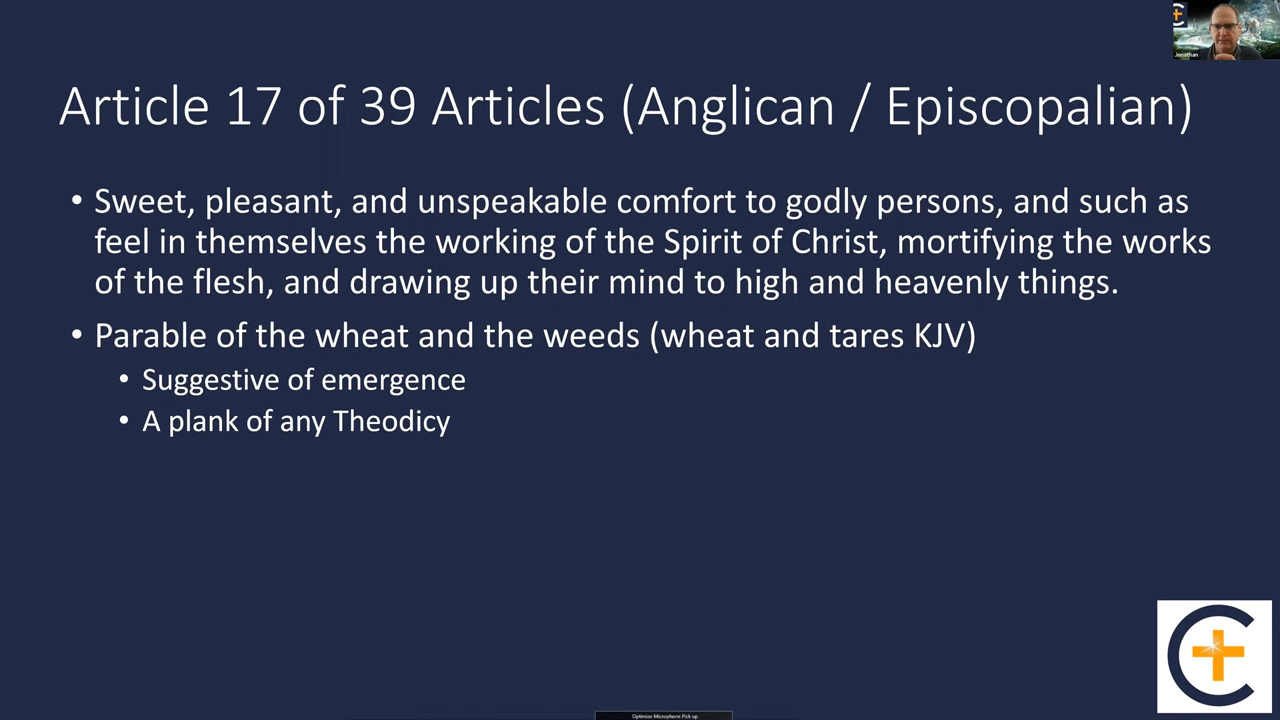 Jonathan
Article 17 of 39 Articles (Anglican / Episcopalian)
• Sweet, pleasant, and unspeakable comfort to godly persons, and such as
feel in themselves the working of the Spirit of Christ, mortifying the works
of the flesh, and drawing up their mind to high and heavenly things.
• Parable of the wheat and the weeds (wheat and tares KJV)
• Suggestive of emergence
• A plank of any Theodicy
Optimize Microphone Pick up